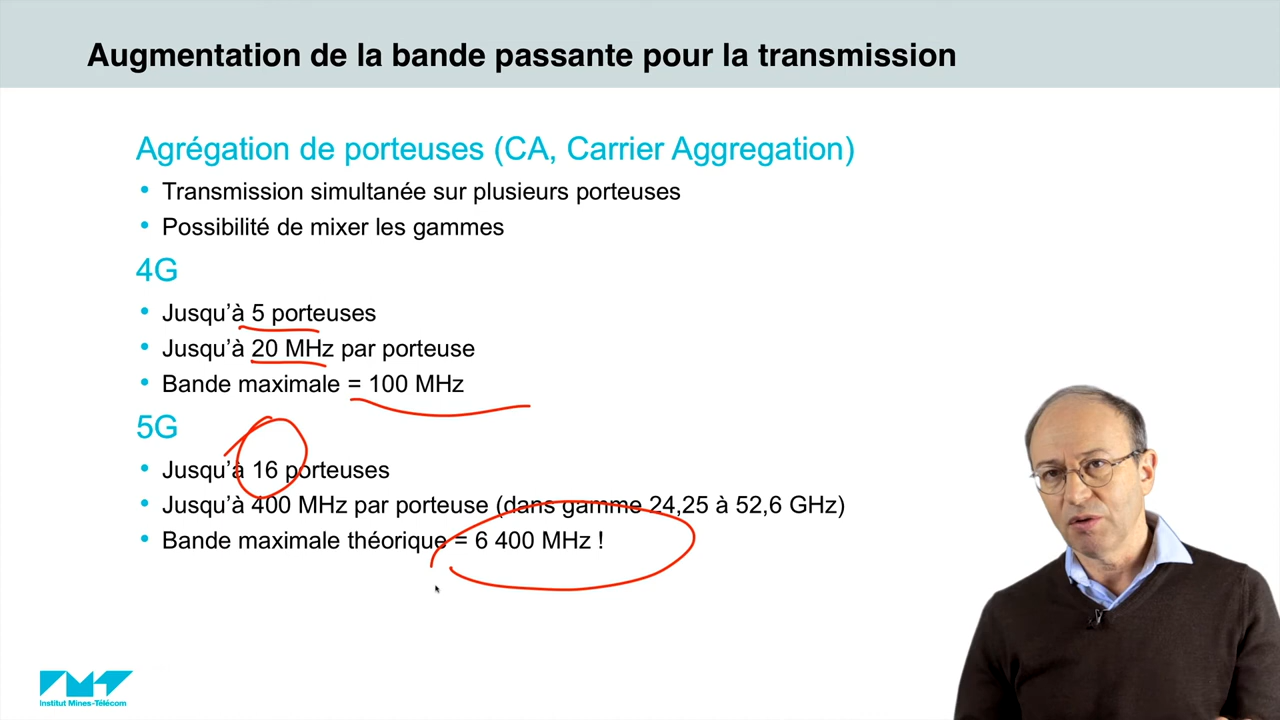 Augmentation de la bande passante pour la transmission
Agrégation de porteuses (CA, Carrier Aggregation)
• Transmission simultanée sur plusieurs porteuses
• Possibilité de mixer les gammes
4G
• Jusqu’à 5 porteuses
• Jusqu’à 20 MHz par porteuse
• Bande maximale = 100 MHz
5G
• Jusqu’à 16 porteuses
• Jusqu’à 400 MHz par porteuse (dans gamme 24,25 à 52,6 GHz)
• Bande maximale théorique = 6 400 MHz !
Institut Mines-Télécom